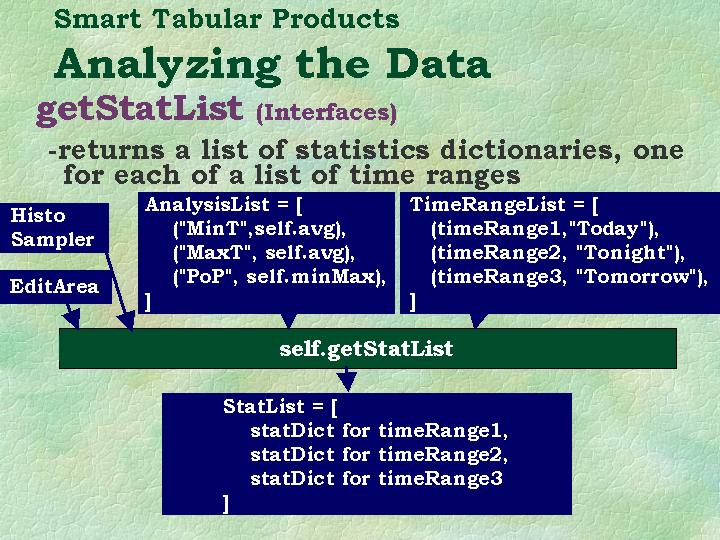 Smart Tabular Products
Analyzing the Data
getStatList (Interfaces)
-returns a list of statistics dictionaries, one
for each of a list of time ranges
Histo
Sampler
EditArea
AnalysisList = [
("MinT",self.avg),
("MaxT", self.avg),
("PoP", self.minMax),
]
TimeRangeList = [
(timeRange1,"Today"),
(timeRange2, "Tonight"),
(timeRange3, "Tomorrow"),
]
self.getStatList
StatList = [
statDict for timeRange1,
statDict for timeRange2,
statDict for timeRange3
]